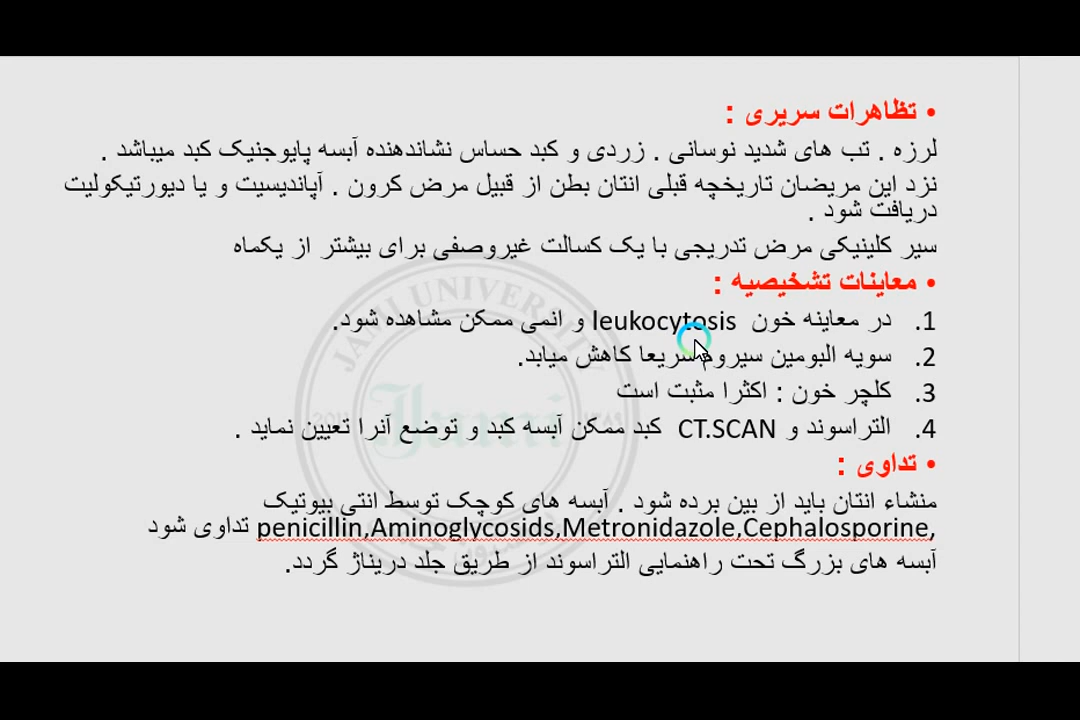 • تظاهرات سریری :
لرزه . تب های شدید نوسانی . زردی و کبد حساس نشاندهنده آبسه پایوجنیک کبد میباشد .
نزد این مریضان تاریخچه قبلی انتان بطن از قبیل مرض کرون . آپاندیسیت و یا دیورتیکولیت
دریافت شود .
سیر کلینیکی مرض تدریجی با یک کسالت غیروصفی برای بیشتر از یکماه
• معاینات تشخیصیه :
1. در معاینه خون leukocytosis و انمی ممکن مشاهده شود.
2. سویه البومین سیروم سریعا کاهش میابد.
3. کلچر خون : اکثرا مثبت است
4. التراسوند و CT.SCAN کبد ممکن آبسه کبد و توضع آنرا تعیین نماید .
• تداوی :
منشاء انتان باید از بین برده شود . آبسه های کوچک توسط انتی بیوتیک
penicillin,Aminoglycosids,Metronidazole,Cephalosporine, تداوی شود
آبسه های بزرگ تحت راهنمایی التراسوند از طریق جلد دریناژ گردد.
JAMI UNIVERSITY
2011
Jami
۱۳۸۹